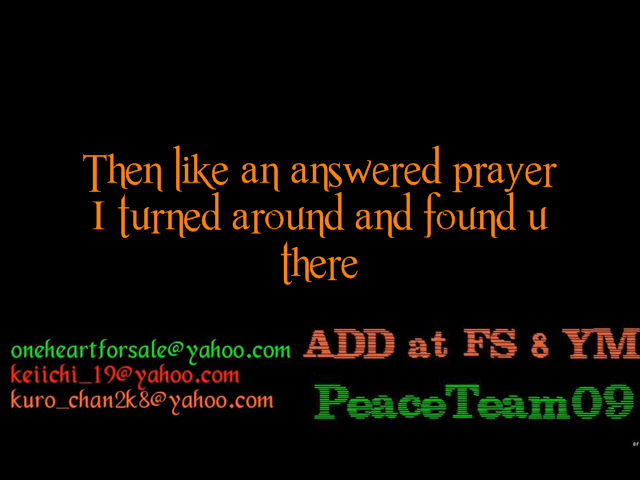 Then like an answered prayer
I turned around and found u
there
oneheartforsale@yahoo.com
keiichi_19@yahoo.com
kuro_chan2k8@yahoo.com
ADD at FS & YM
PeaceTeam09